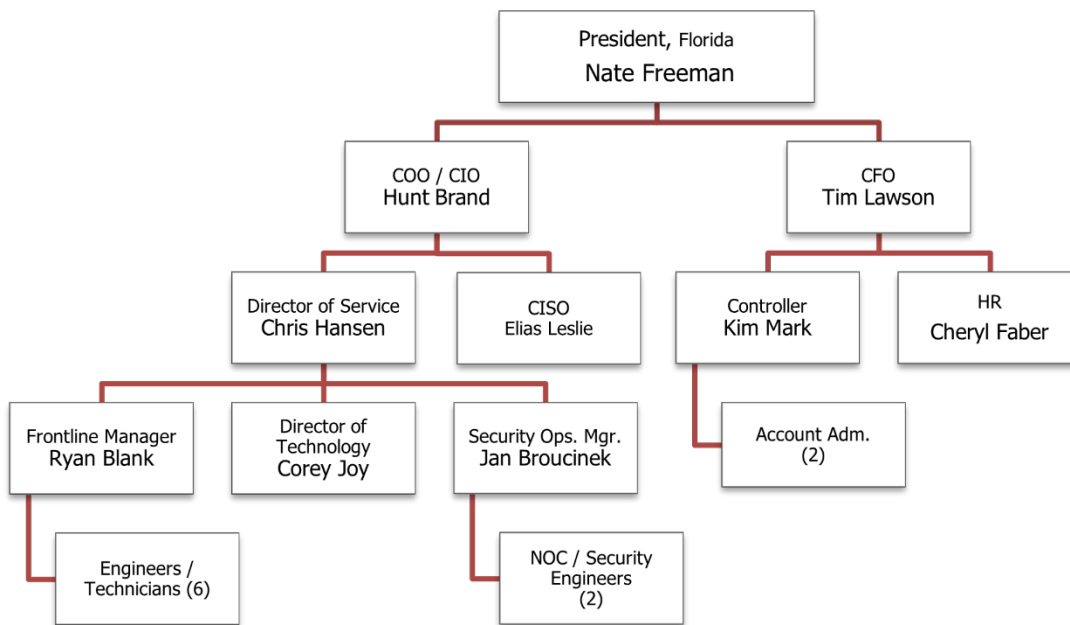 President, Florida
Nate Freeman
COO / CIO
Hunt Brand
CFO
Tim Lawson
Director of Service
Chris Hansen
CISO
Elias Leslie
Controller
Kim Mark
HR
Cheryl Faber
Frontline Manager
Ryan Blank
Director of
Technology
Corey Joy
Security Ops. Mgr.
Jan Broucinek
Account Adm.
(2)
Engineers /
Technicians (6)
NOC / Security
Engineers
(2)